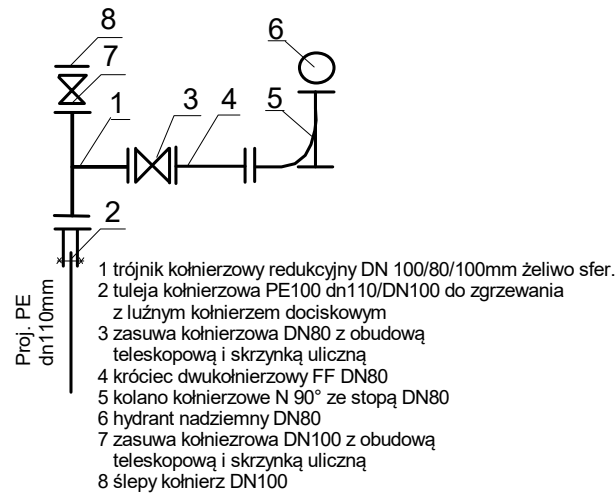 8
7
6
1
3
4
5
2
Proj. PE
dn110mm
1 trójnik kołnierzowy redukcyjny DN 100/80/100mm żeliwo sfer.
2 tuleja kołnierzowa PE100 dn110/DN100 do zgrzewania
z luźnym kołnierzem dociskowym
3 zasuwa kołnierzowa DN80 z obudową
teleskopową i skrzynką uliczną
4 króciec dwukołnierzowy FF DN80
5 kolano kołnierzowe N 90° ze stopą DN80
6 hydrant nadziemny DN80
7 zasuwa kołniezrowa DN100 z obudową
teleskopową i skrzynką uliczną
8 ślepy kołnierz DN100